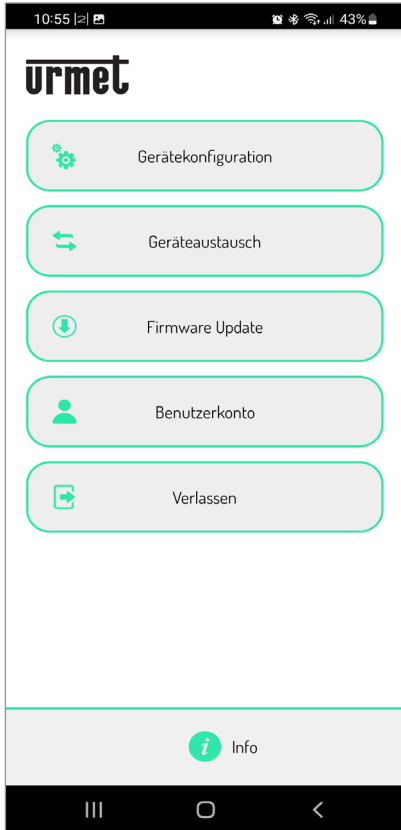 10:55 43%
urmet
Gerätekonfiguration
Geräteaustausch
Firmware Update
Benutzerkonto
Verlassen
i Info